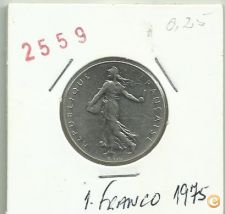 2559
0,25
REPUBLIQUE FRANÇAISE
1. FRANCO 1975